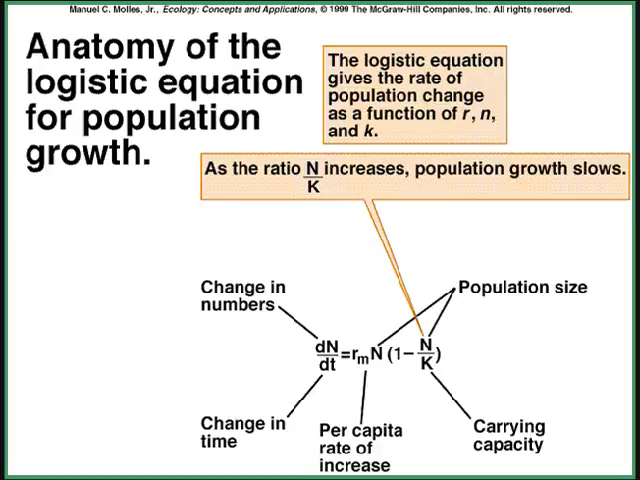 Manuel C. Molles, Jr., Ecology: Concepts and Applications, © 1999 The McGraw-Hill Companies, Inc. All rights reserved.
Anatomy of the
logistic equation
for population
growth.
The logistic equation
gives the rate of
population change
as a function of r, n,
and k.
As the ratio N/K increases, population growth slows.
Change in
numbers
Population size
dN/dt=rmN (1–N/K)
Change in
time
Per capita
rate of
increase
Carrying
capacity